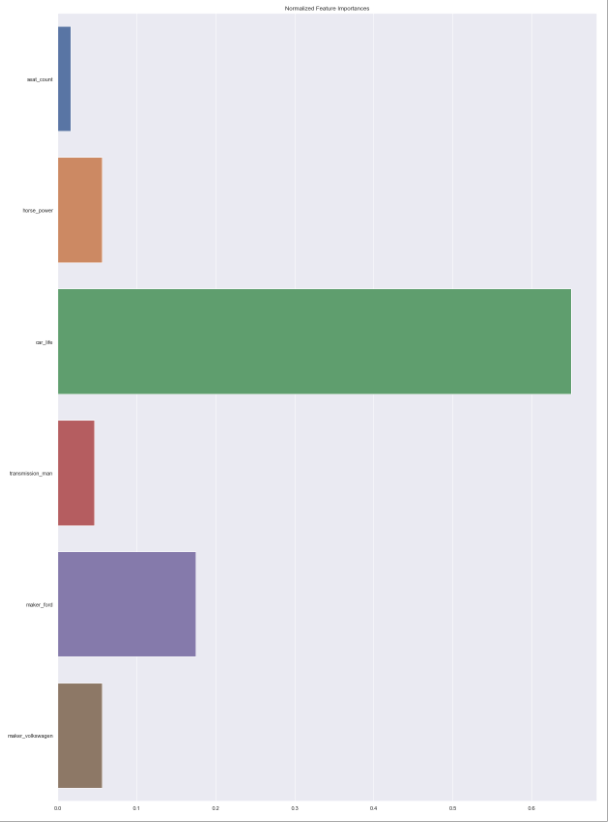 Normalized Feature Importances
seat_count
horse_power
car_life
transmission_man
maker_ford
maker_volkswagen
0.0 0.1 0.2 0.3 0.4 0.5 0.6